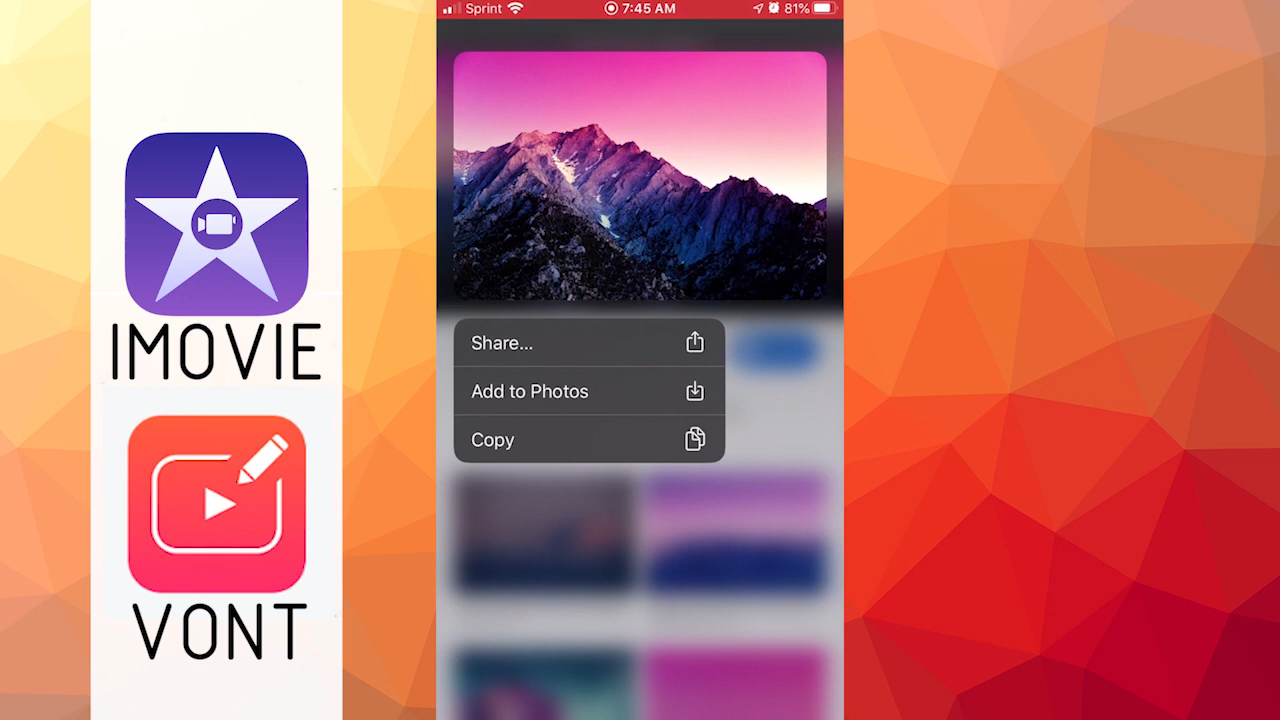 IMOVIE
VONT
Sprint 7:45 AM 81%
Share...
Add to Photos
Copy